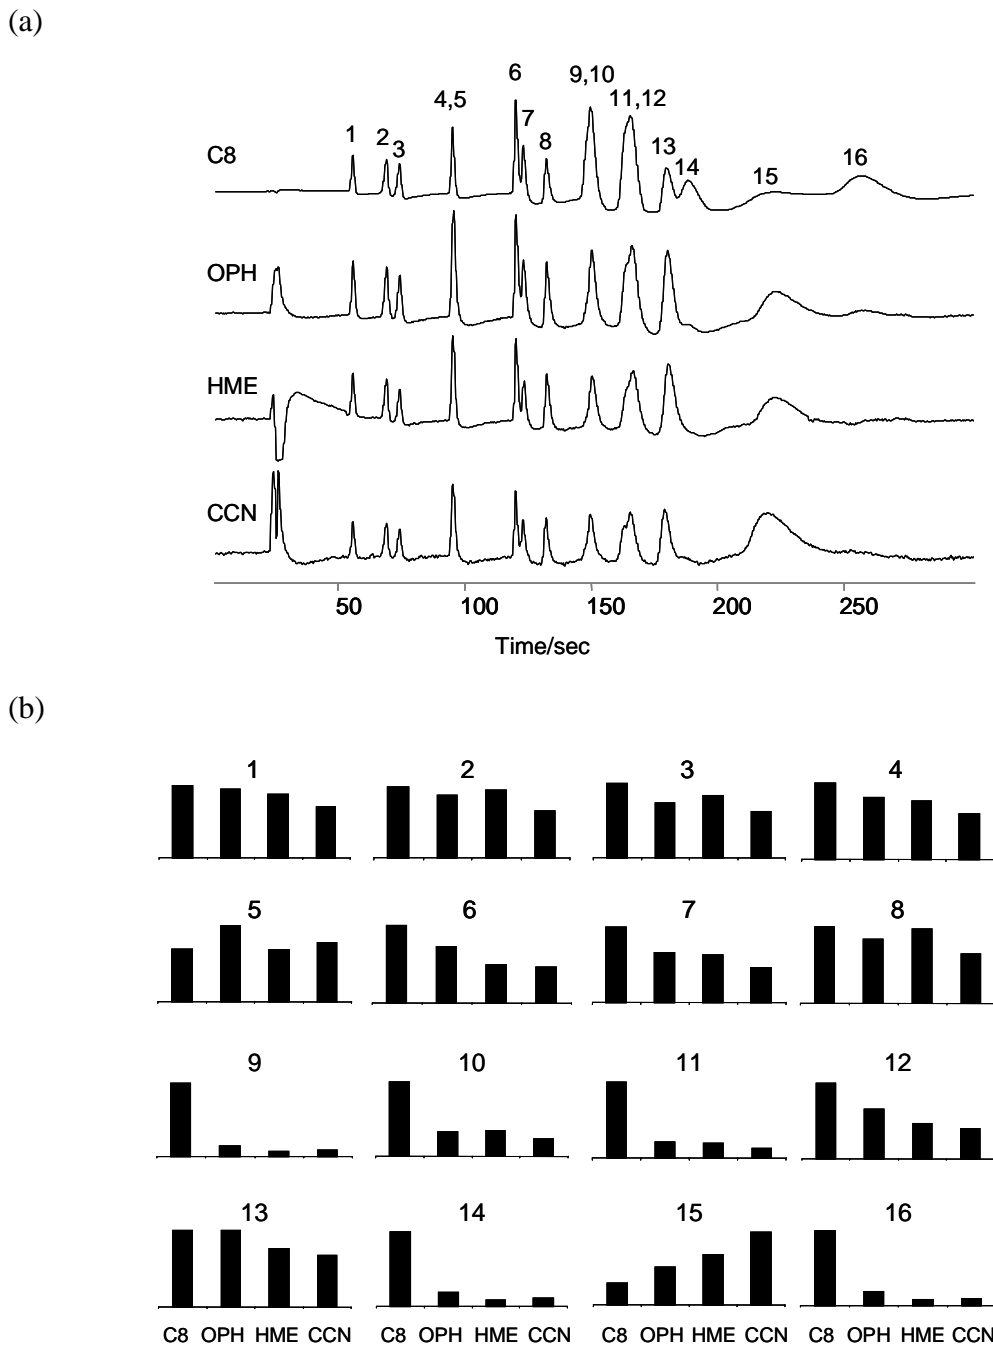 (a)
6
9,10
4,5
11,12
7
1
2
8
3
13
14
16
15
C8
OPH
HME
CCN
50 100 150 200 250
Time/sec
(b)
1 2 3 4
5 6 7 8
9 10 11 12
13 14 15 16
C8 OPH HME CCN C8 OPH HME CCN C8 OPH HME CCN C8 OPH HME CCN